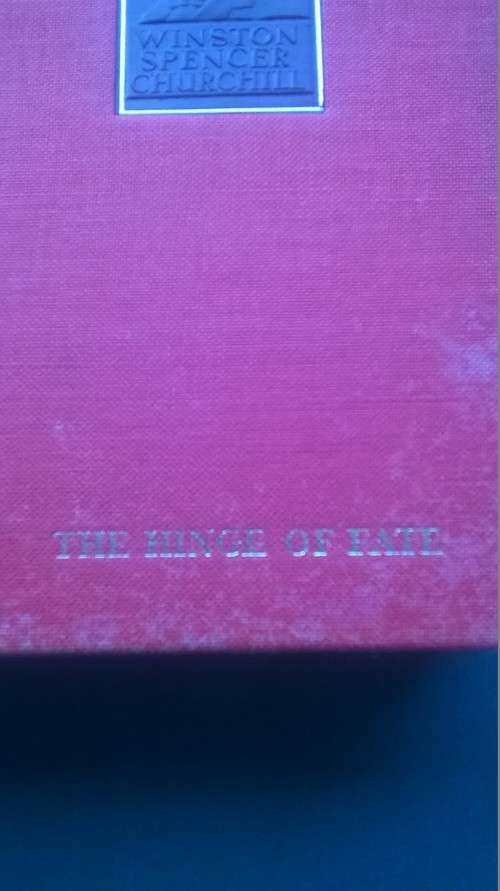 WINSTON
SPENCER
CHURCHILL
THE HINGE OF FATE